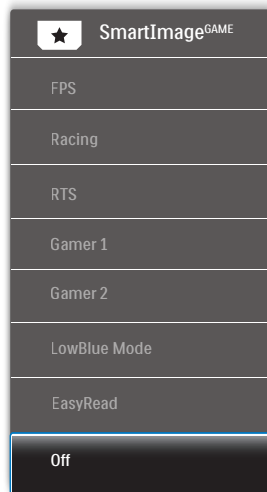 SmartImageGAME
FPS
Racing
RTS
Gamer 1
Gamer 2
LowBlue Mode
EasyRead
Off